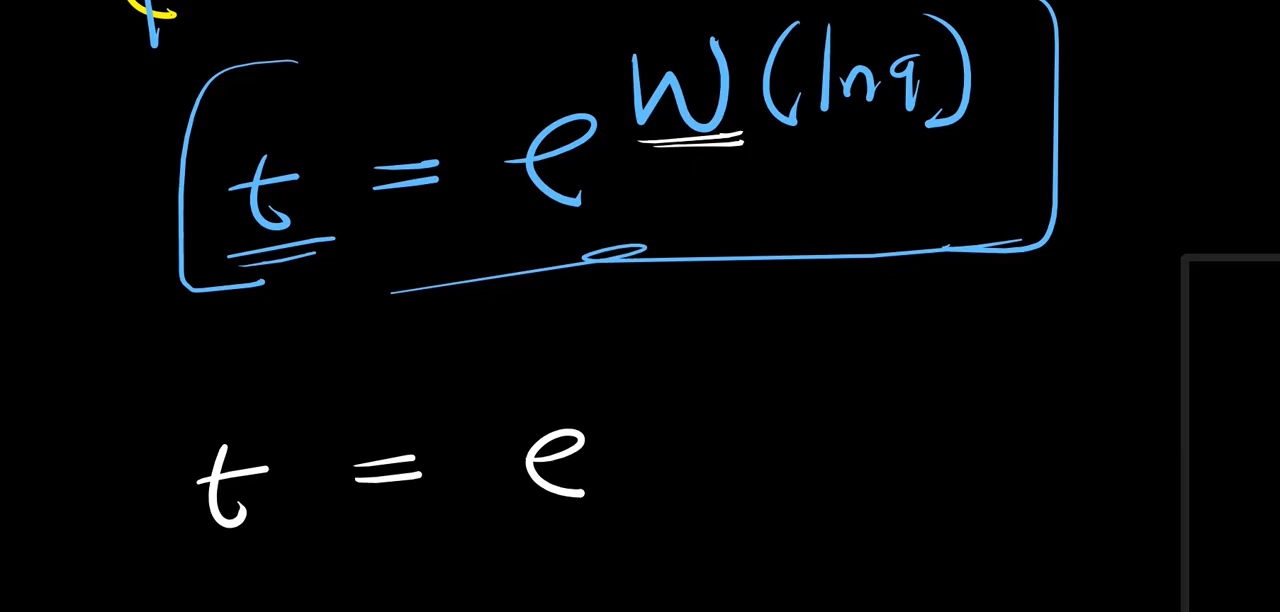 t = e^W(ln9)
t = e